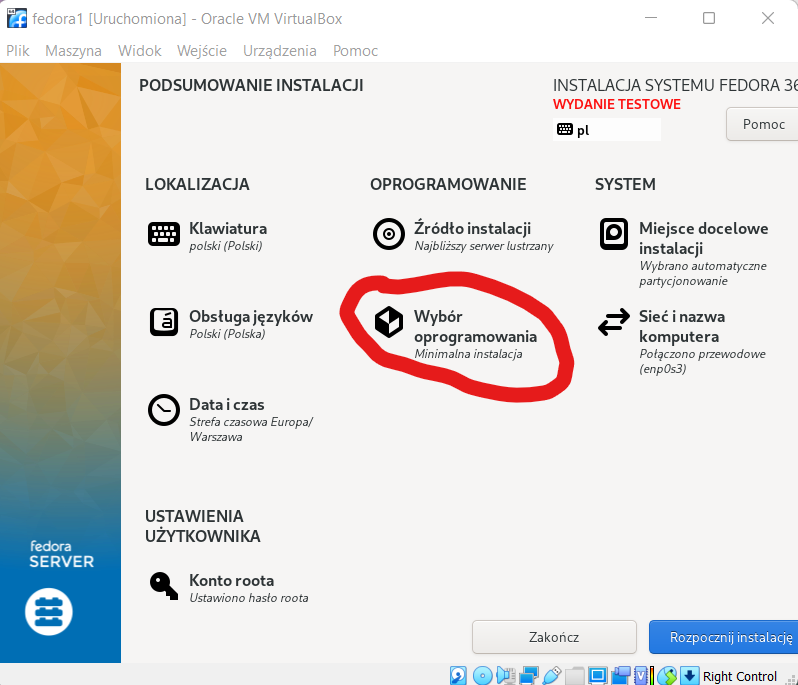 fedora1 [Uruchomiona] - Oracle VM VirtualBox
Plik Maszyna Widok Wejście Urządzenia Pomoc
PODSUMOWANIE INSTALACJI
INSTALACJA SYSTEMU FEDORA 36
WYDANIE TESTOWE
pl
Pomoc
LOKALIZACJA
Klawiatura
polski (Polski)
Obsługa języków
Polski (Polska)
Data i czas
Strefa czasowa Europa/
Warszawa
OPROGRAMOWANIE
Źródło instalacji
Najbliższy serwer lustrzany
Wybór
oprogramowania
Minimalna instalacja
SYSTEM
Miejsce docelowe
instalacji
Wybrano automatyczne
partycjonowanie
Sieć i nazwa
komputera
Połączono przewodowe
(enp0s3)
USTAWIENIA
UŻYTKOWNIKA
Konto roota
Ustawiono hasło roota
fedora
SERVER
Zakończ
Rozpocznij instalację
Right Control